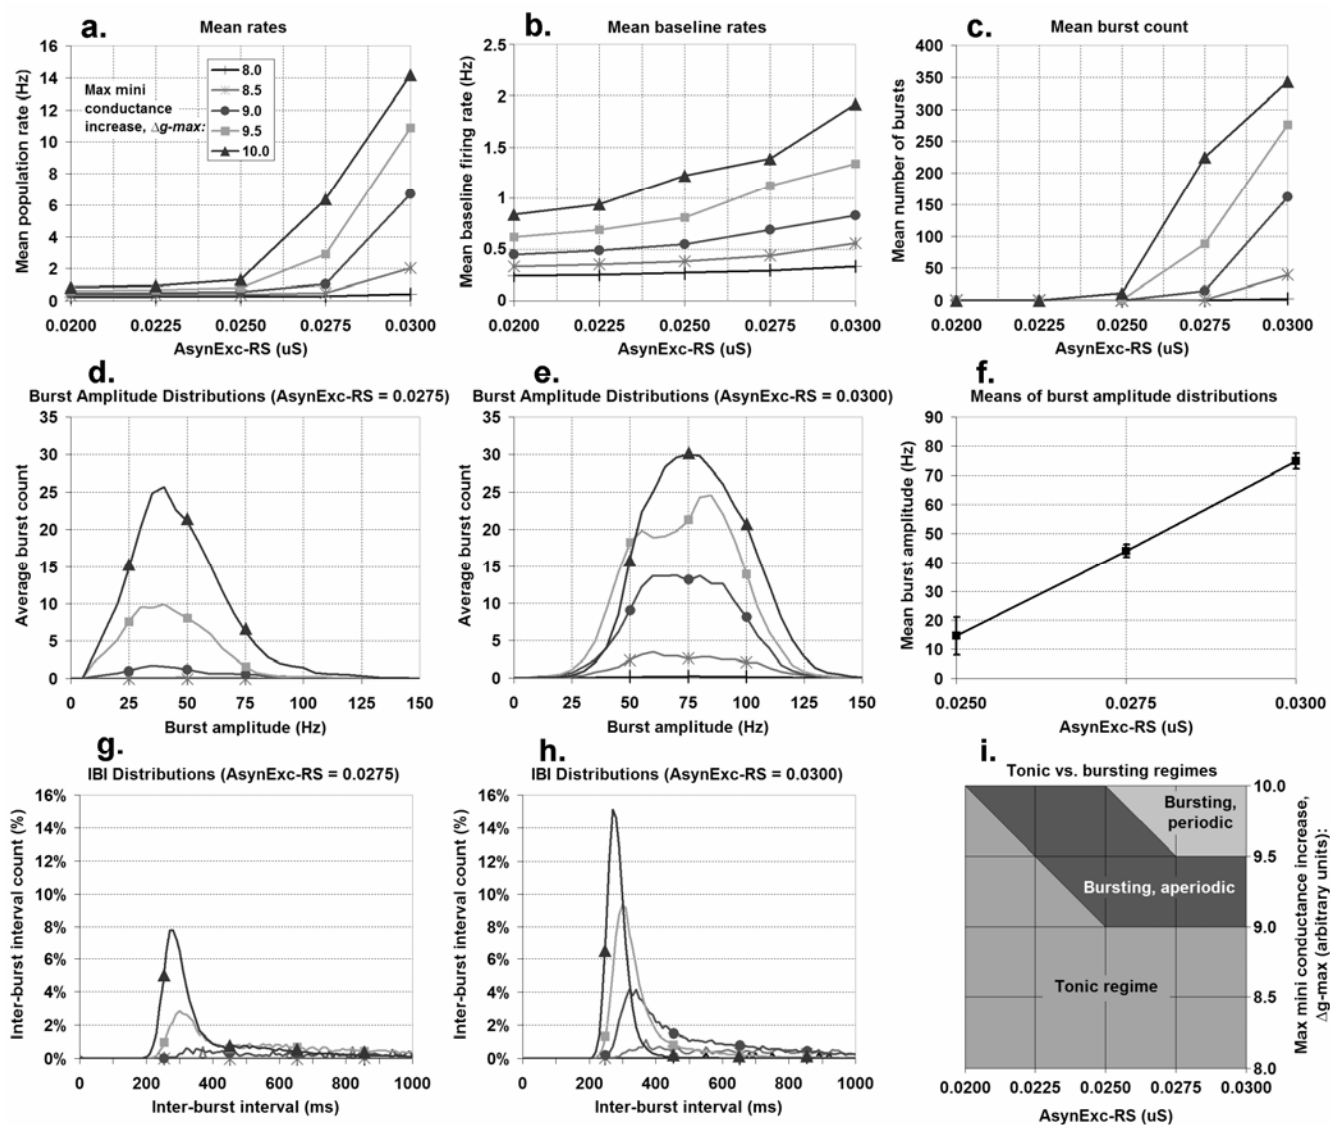 a.
Mean rates
Mean population rate (Hz)
16
14
12
10
8
6
4
2
0
Max mini
conductance
increase, Δg-max:
8.0
8.5
9.0
9.5
10.0
0.0200 0.0225 0.0250 0.0275 0.0300
AsynExc-RS (uS)
b.
Mean baseline rates
Mean baseline firing rate (Hz)
2.5
2
1.5
1
0.5
0
0.0200 0.0225 0.0250 0.0275 0.0300
AsynExc-RS (uS)
c.
Mean burst count
Mean number of bursts
400
350
300
250
200
150
100
50
0
0.0200 0.0225 0.0250 0.0275 0.0300
AsynExc-RS (uS)
d.
Burst Amplitude Distributions (AsynExc-RS = 0.0275)
Average burst count
35
30
25
20
15
10
5
0
0 25 50 75 100 125 150
Burst amplitude (Hz)
e.
Burst Amplitude Distributions (AsynExc-RS = 0.0300)
Average burst count
35
30
25
20
15
10
5
0
0 25 50 75 100 125 150
Burst amplitude (Hz)
f.
Means of burst amplitude distributions
Mean burst amplitude (Hz)
90
80
70
60
50
40
30
20
10
0
0.0250 0.0275 0.0300
AsynExc-RS (uS)
g.
IBI Distributions (AsynExc-RS = 0.0275)
Inter-burst interval count (%)
16%
14%
12%
10%
8%
6%
4%
2%
0%
0 200 400 600 800 1000
Inter-burst interval (ms)
h.
IBI Distributions (AsynExc-RS = 0.0300)
Inter-burst interval count (%)
16%
14%
12%
10%
8%
6%
4%
2%
0%
0 200 400 600 800 1000
Inter-burst interval (ms)
i.
Tonic vs. bursting regimes
Bursting,
periodic
Bursting, aperiodic
Tonic regime
10.0
9.5
9.0
8.5
8.0
Max mini conductance increase,
Δg-max (arbitrary units):
0.0200 0.0225 0.0250 0.0275 0.0300
AsynExc-RS (uS)